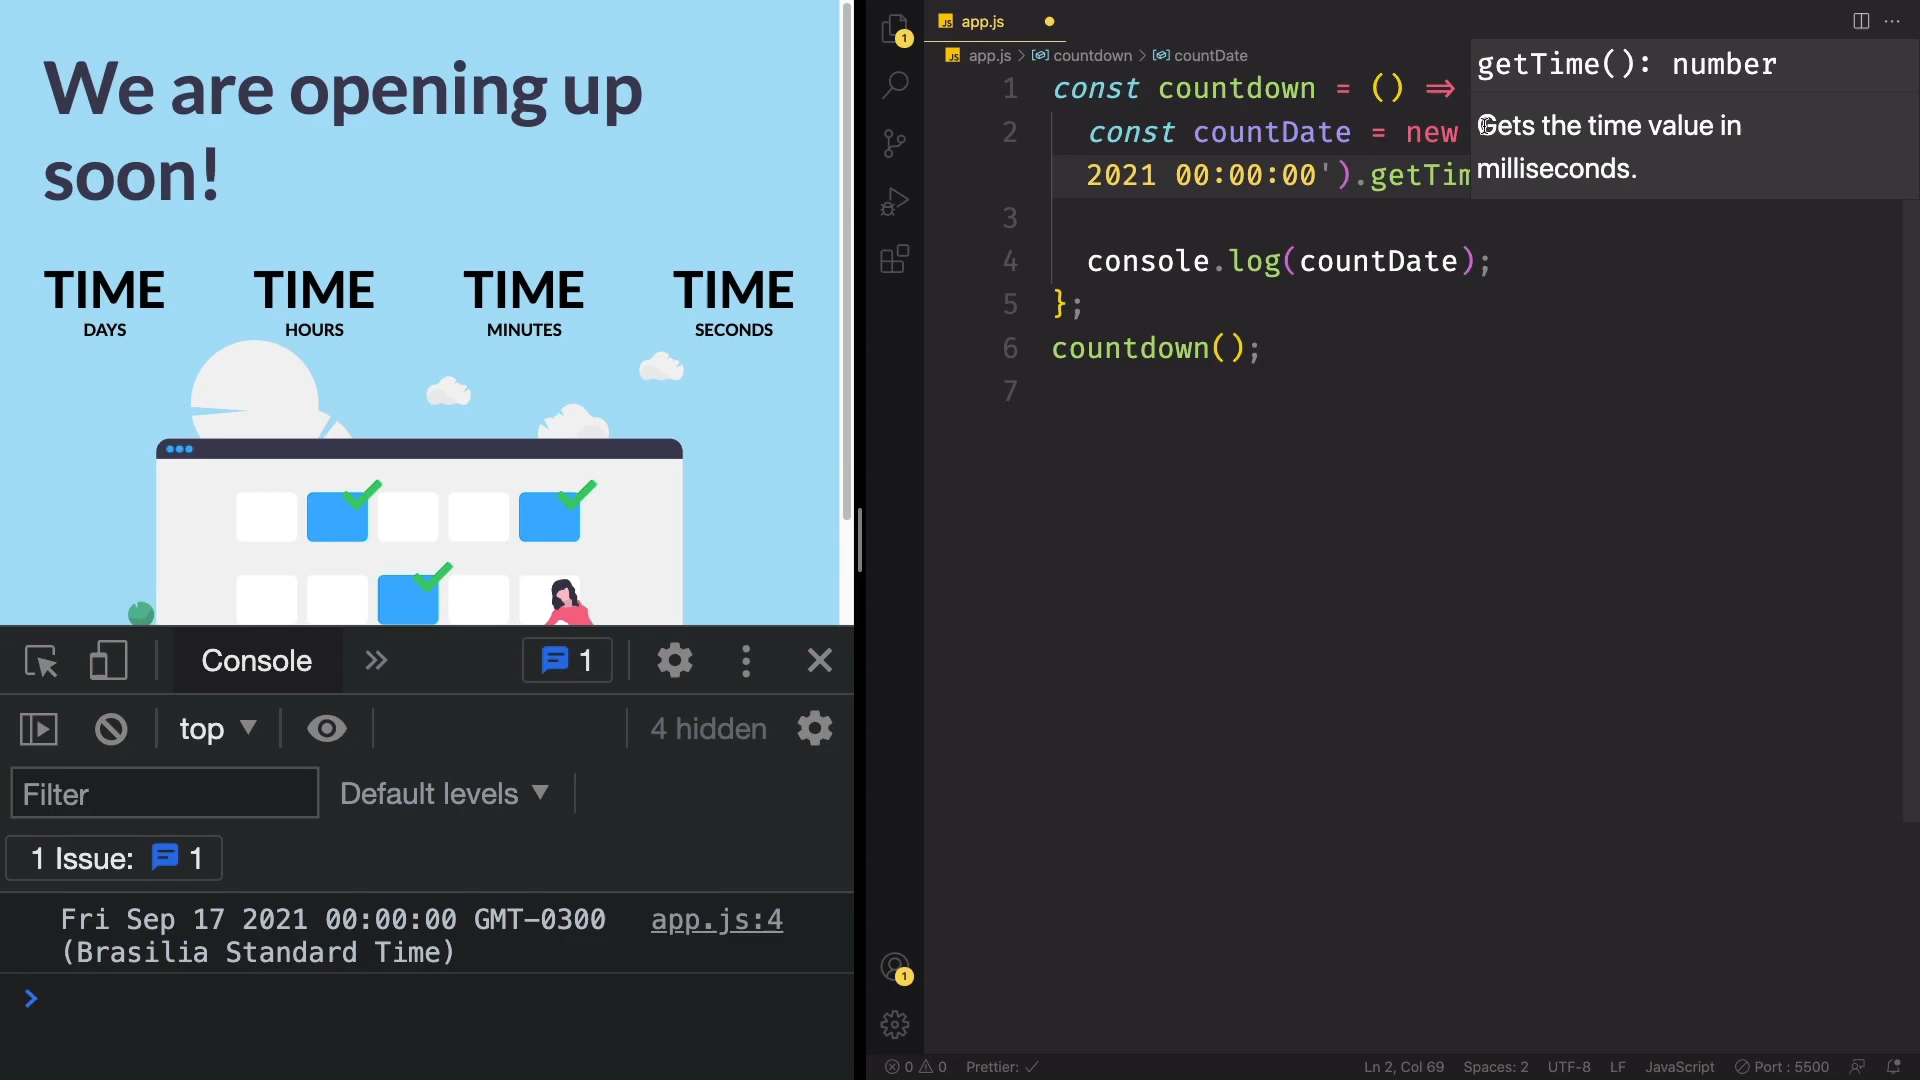 We are opening up
soon!
TIME TIME TIME TIME
DAYS HOURS MINUTES SECONDS
Console 1
top 4 hidden
Filter Default levels
1 Issue: 1
Fri Sep 17 2021 00:00:00 GMT-0300 app.js:4
(Brasilia Standard Time)
1
1
JS app.js
JS app.js > countdown > countDate
1 const countdown = () =>
2 const countDate = new
2021 00:00:00').getTim
3
4 console.log(countDate);
5 };
6 countdown();
7
getTime(): number
Gets the time value in
milliseconds.
0 0 Prettier: ✓ Ln 2, Col 69 Spaces: 2 UTF-8 LF JavaScript Port : 5500